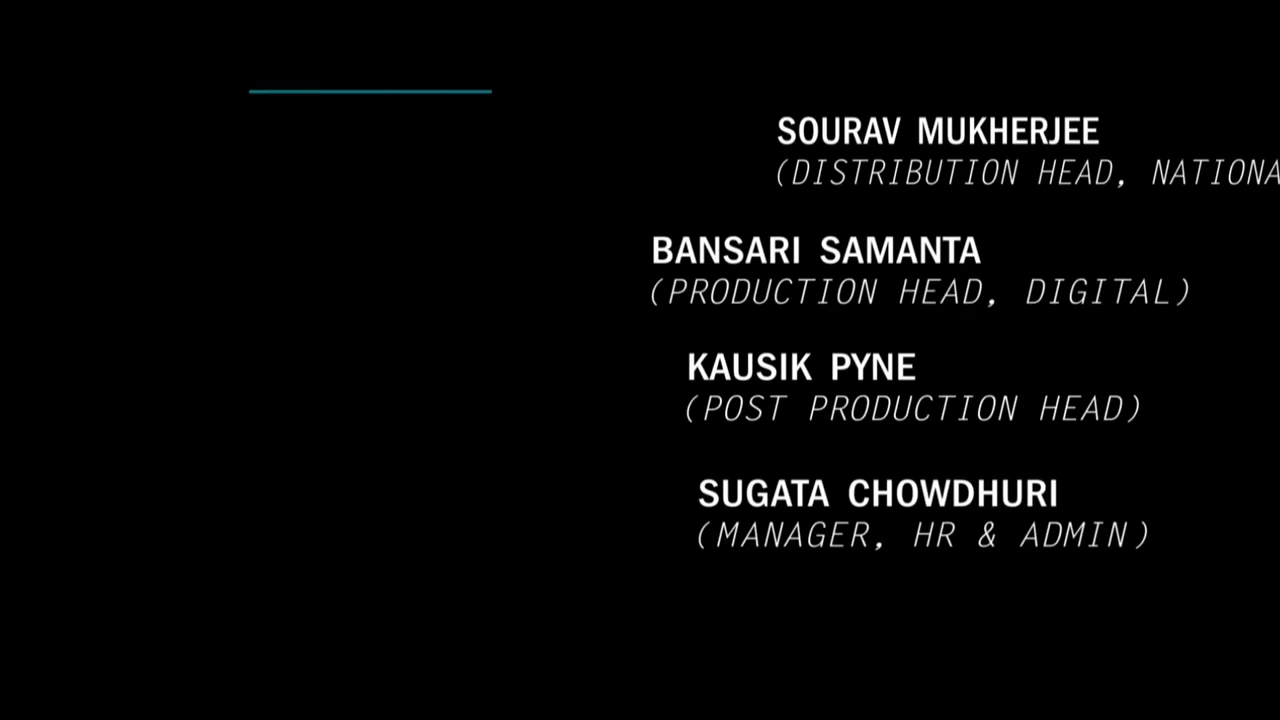 SOURAV MUKHERJEE
(DISTRIBUTION HEAD, NATIONA
BANSARI SAMANTA
(PRODUCTION HEAD, DIGITAL)
KAUSIK PYNE
(POST PRODUCTION HEAD)
SUGATA CHOWDHURI
(MANAGER, HR & ADMIN)